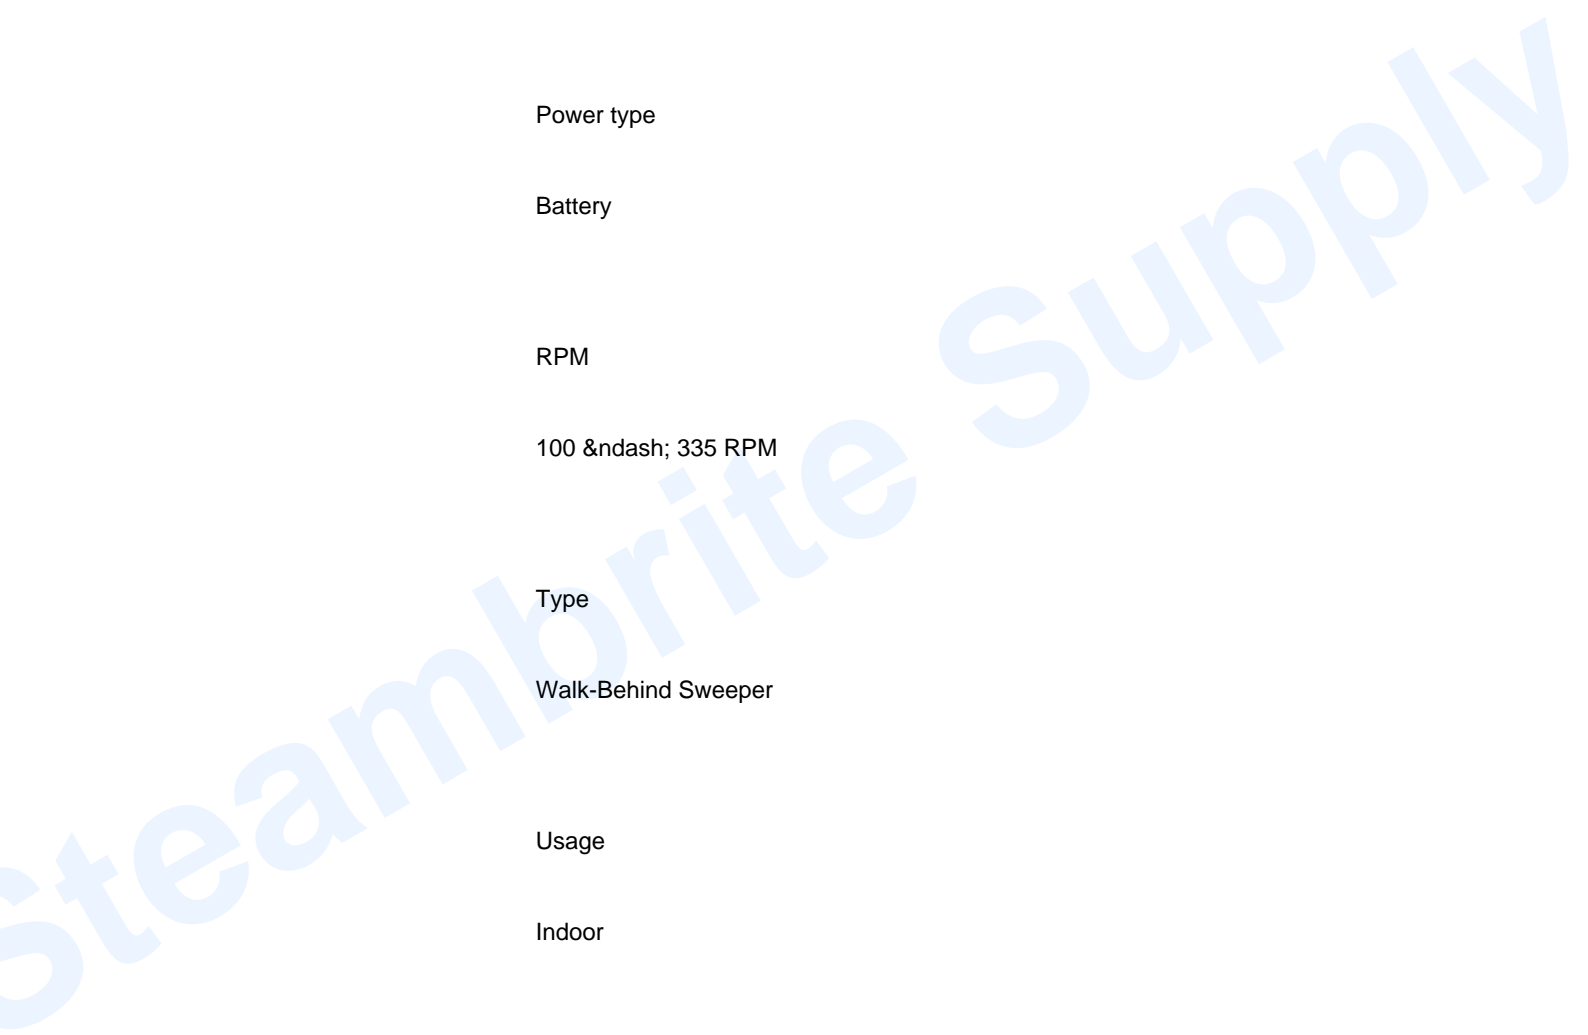 Power type
Battery
RPM
100 &ndash; 335 RPM
Type
Walk-Behind Sweeper
Usage
Indoor
Steambrite Supply